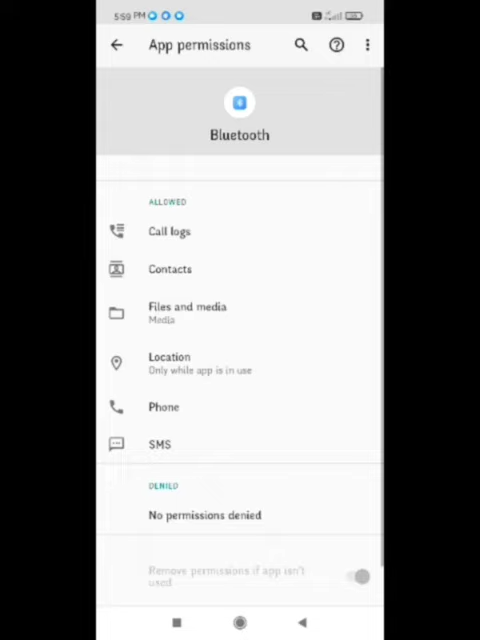 5:59 PM
App permissions
Bluetooth
ALLOWED
Call logs
Contacts
Files and media
Media
Location
Only while app is in use
Phone
SMS
DENIED
No permissions denied
Remove permissions if app isn't
used